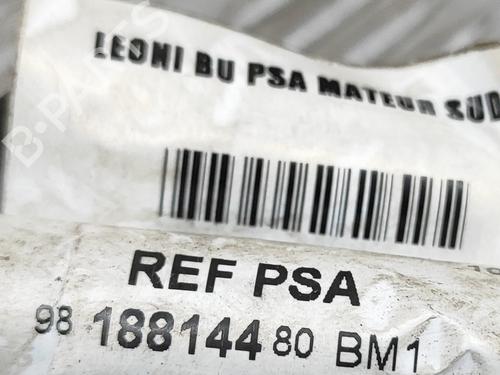 LEONI BU PSA MATEUR SUD
REF PSA
98 188144 80 BM1